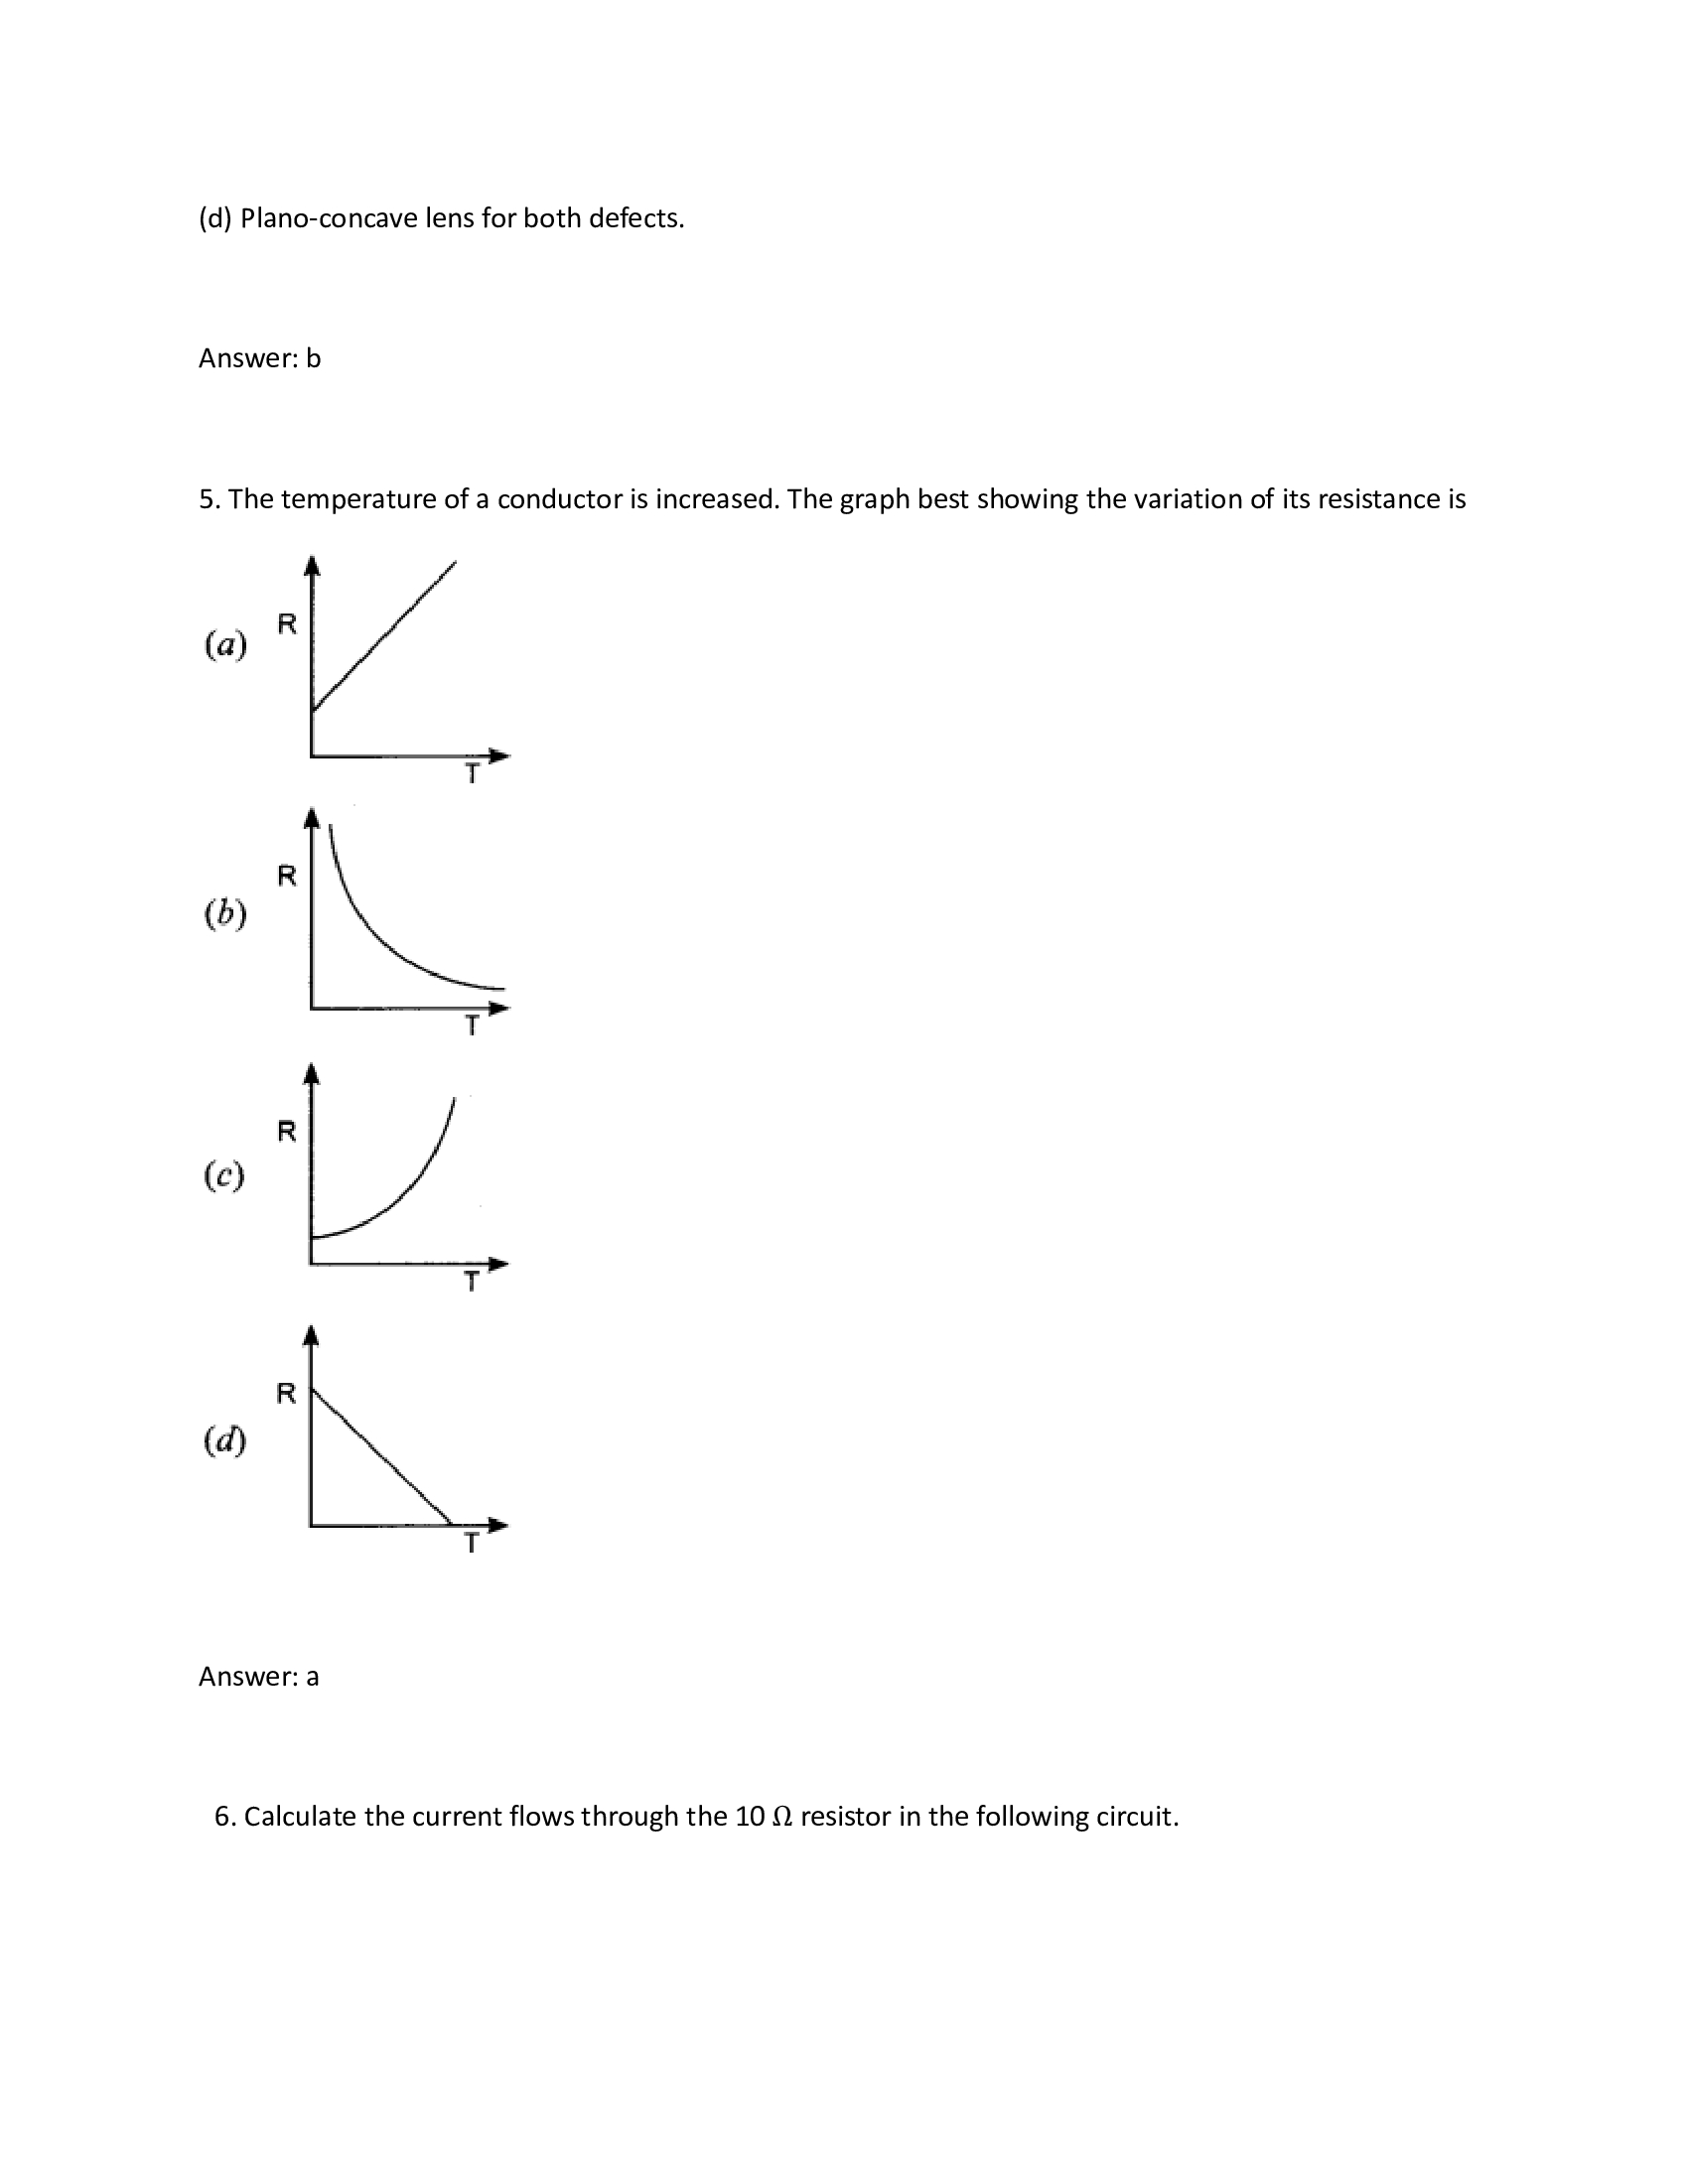 (d) Plano-concave lens for both defects.
Answer: b
5. The temperature of a conductor is increased. The graph best showing the variation of its resistance is
(a)
R
T
(b)
R
T
(c)
R
T
(d)
R
T
Answer: a
6. Calculate the current flows through the 10 Ω resistor in the following circuit.